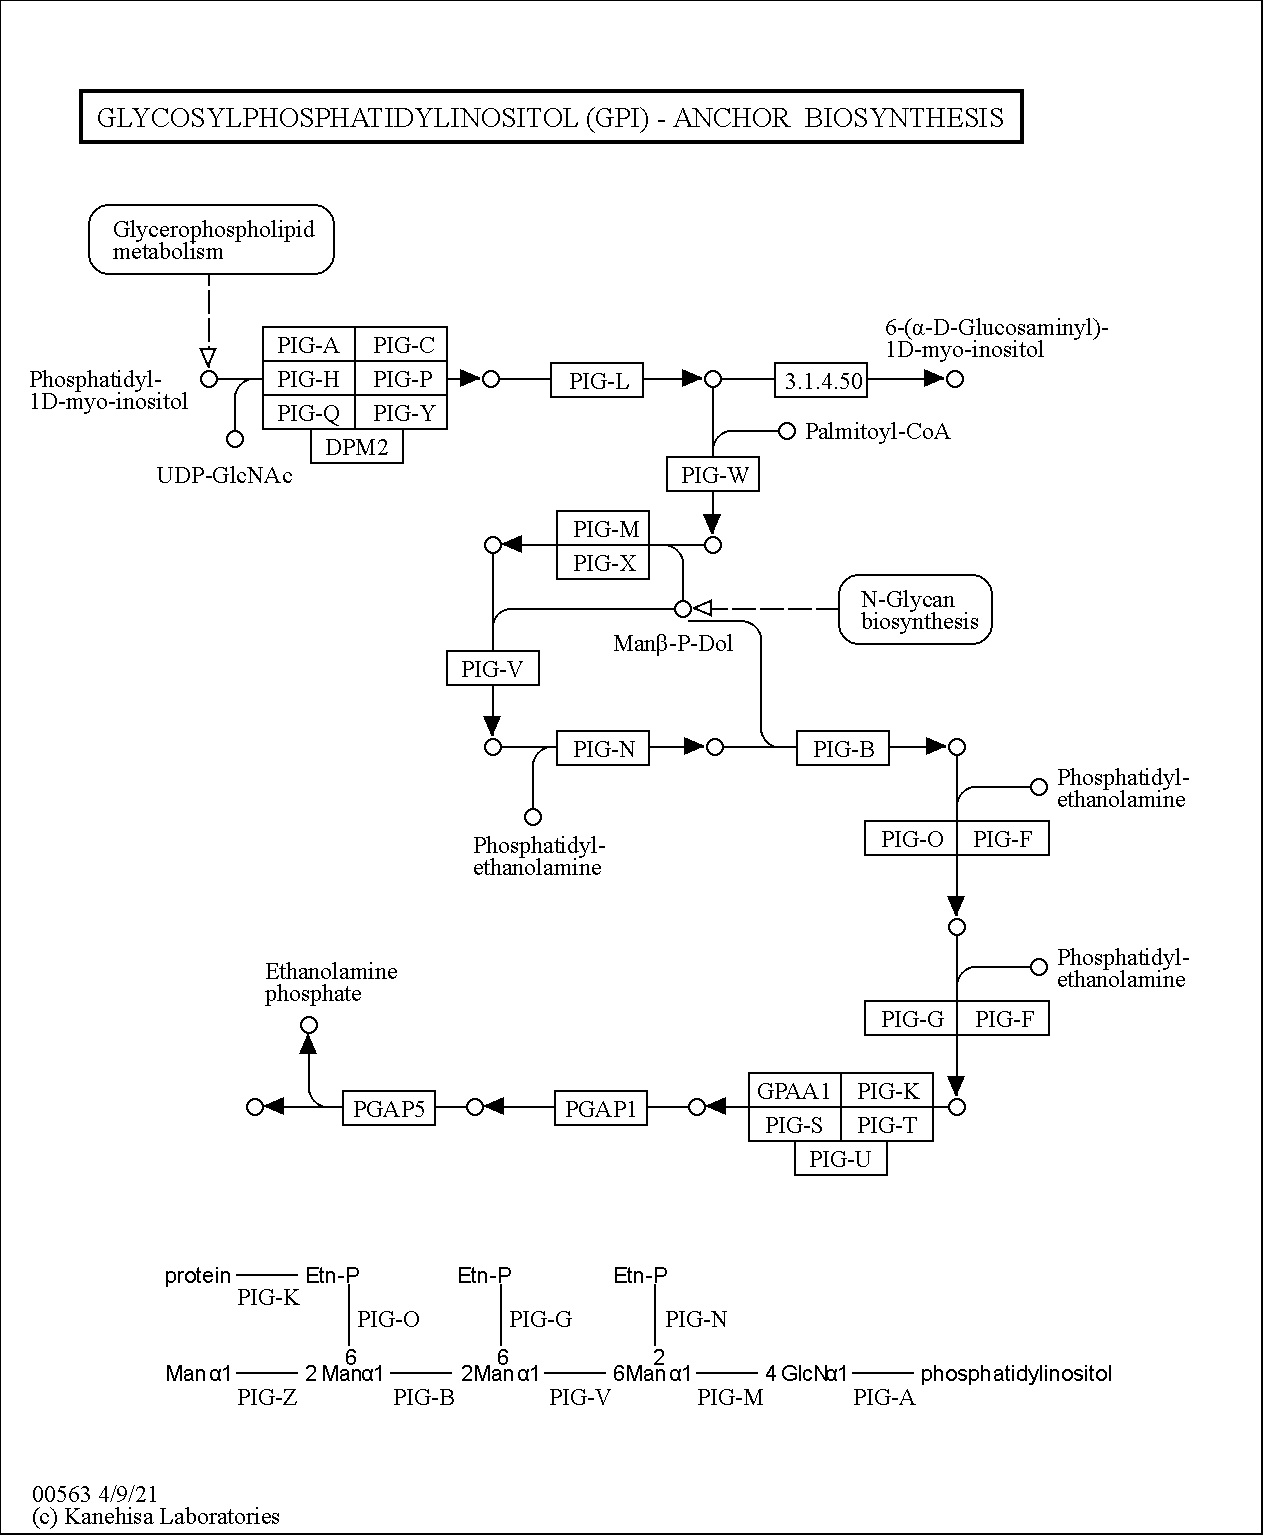 GLYCOSYLPHOSPHATIDYLINOSITOL (GPI) - ANCHOR BIOSYNTHESIS
Glycerophospholipid
metabolism
Phosphatidyl-
1D-myo-inositol
UDP-GlcNAc
PIG-A PIG-C
PIG-H PIG-P
PIG-Q PIG-Y
DPM2
PIG-L
3.1.4.50
6-(α-D-Glucosaminyl)-
1D-myo-inositol
Palmitoyl-CoA
PIG-W
PIG-M
PIG-X
N-Glycan
biosynthesis
Manβ-P-Dol
PIG-V
PIG-N
PIG-B
Phosphatidyl-
ethanolamine
Phosphatidyl-
ethanolamine
PIG-O PIG-F
Phosphatidyl-
ethanolamine
PIG-G PIG-F
Ethanolamine
phosphate
PGAP5
PGAP1
GPAA1 PIG-K
PIG-S PIG-T
PIG-U
protein Etn-P Etn-P Etn-P
PIG-K
PIG-O PIG-G PIG-N
6 6 2
Man α1 2 Manα1 2Man α1 6Man α1 4 GlcNα1 phosphatidylinositol
PIG-Z PIG-B PIG-V PIG-M PIG-A
00563 4/9/21
(c) Kanehisa Laboratories